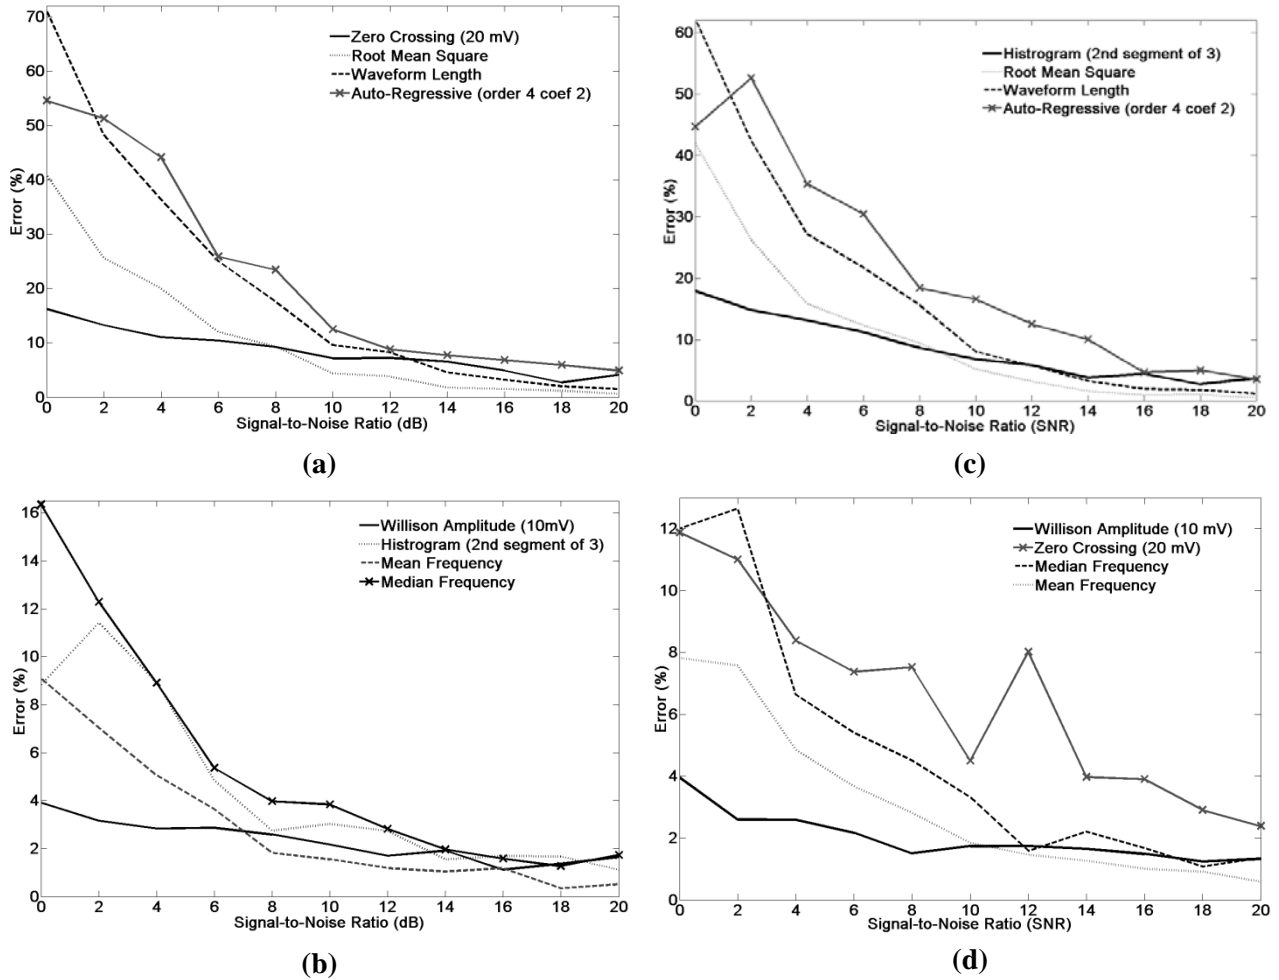 70
60
50
40
30
20
10
0
Error (%)
Zero Crossing (20 mV)
Root Mean Square
Waveform Length
Auto-Regressive (order 4 coef 2)
0 2 4 6 8 10 12 14 16 18 20
Signal-to-Noise Ratio (dB)
(a)
60
50
40
30
20
10
0
Error (%)
Histrogram (2nd segment of 3)
Root Mean Square
Waveform Length
Auto-Regressive (order 4 coef 2)
0 2 4 6 8 10 12 14 16 18 20
Signal-to-Noise Ratio (SNR)
(c)
16
14
12
10
8
6
4
2
0
Error (%)
Willison Amplitude (10mV)
Histrogram (2nd segment of 3)
Mean Frequency
Median Frequency
0 2 4 6 8 10 12 14 16 18 20
Signal-to-Noise Ratio (dB)
(b)
12
10
8
6
4
2
0
Error (%)
Willison Amplitude (10 mV)
Zero Crossing (20 mV)
Median Frequency
Mean Frequency
0 2 4 6 8 10 12 14 16 18 20
Signal-to-Noise Ratio (SNR)
(d)